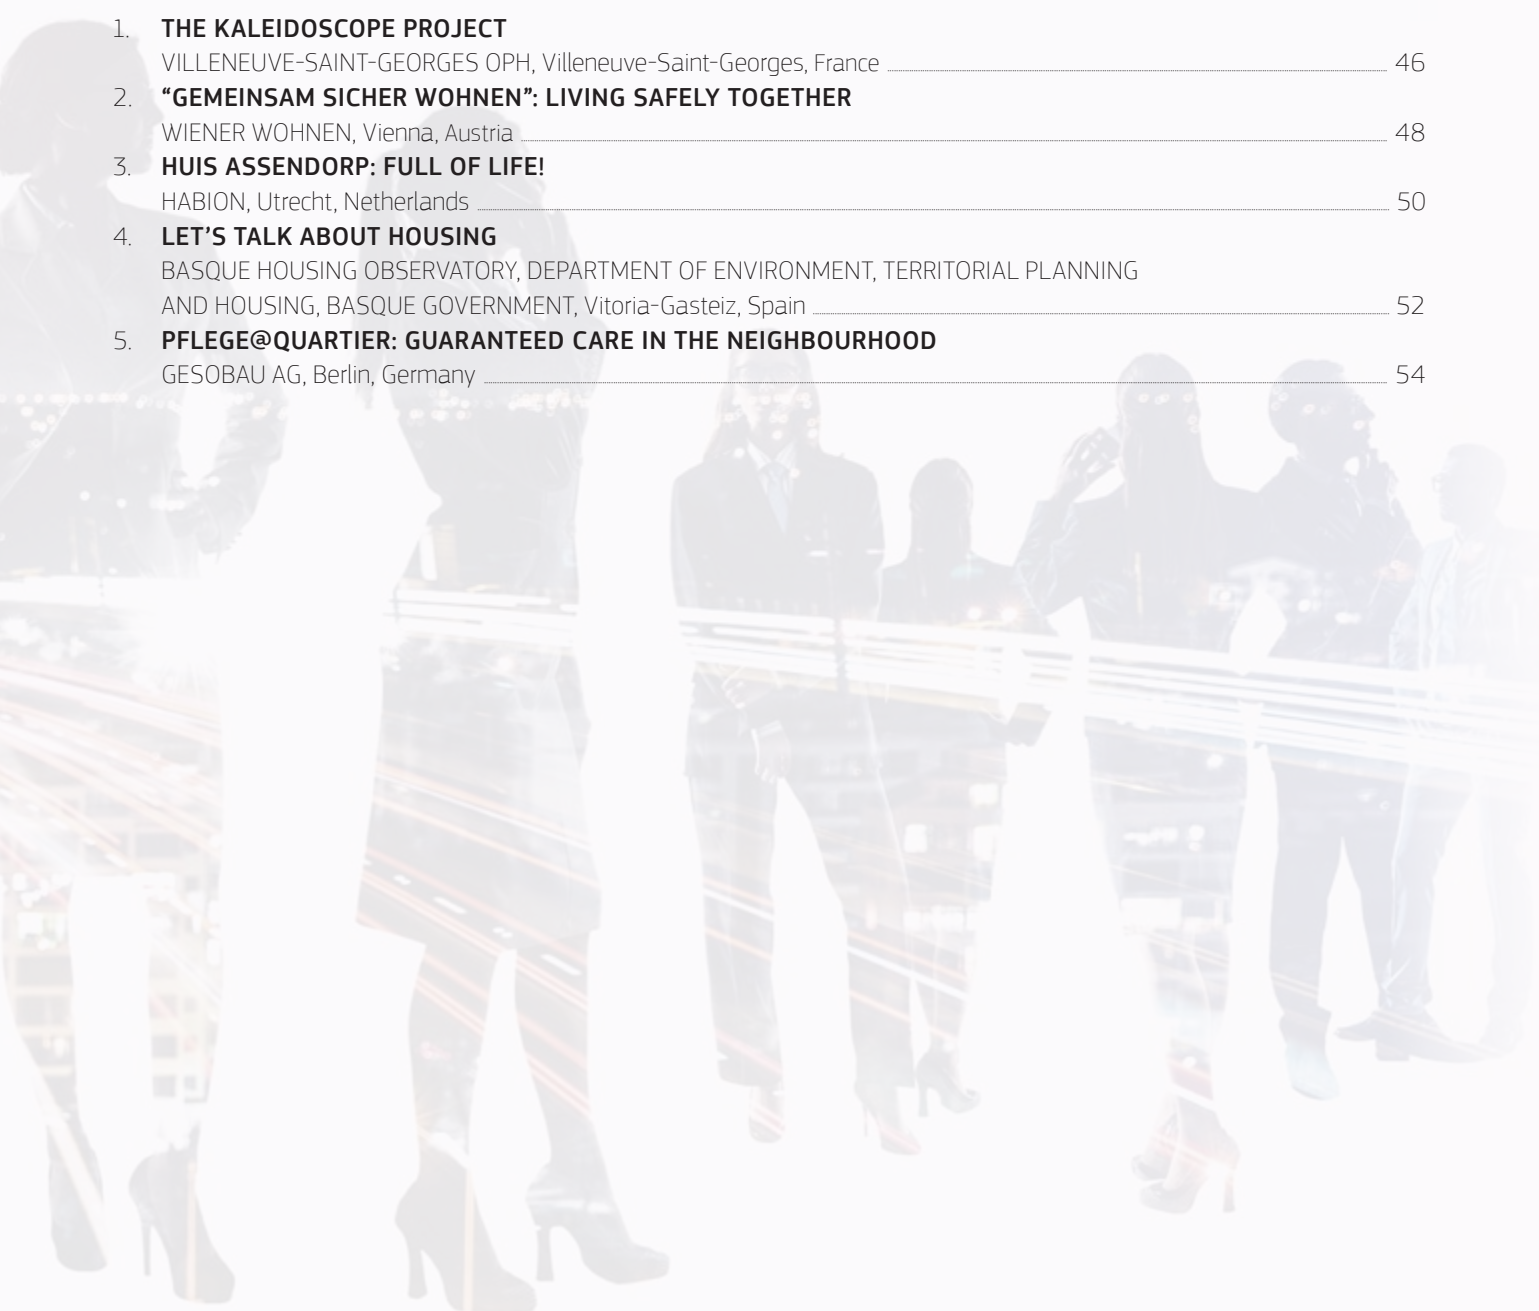 1. THE KALEIDOSCOPE PROJECT
VILLENEUVE-SAINT-GEORGES OPH, Villeneuve-Saint-Georges, France 46
2. “GEMEINSAM SICHER WOHNEN”: LIVING SAFELY TOGETHER
WIENER WOHNEN, Vienna, Austria 48
3. HUIS ASSENDORP: FULL OF LIFE!
HABION, Utrecht, Netherlands 50
4. LET’S TALK ABOUT HOUSING
BASQUE HOUSING OBSERVATORY, DEPARTMENT OF ENVIRONMENT, TERRITORIAL PLANNING
AND HOUSING, BASQUE GOVERNMENT, Vitoria-Gasteiz, Spain 52
5. PFLEGE@QUARTIER: GUARANTEED CARE IN THE NEIGHBOURHOOD
GESOBAU AG, Berlin, Germany 54